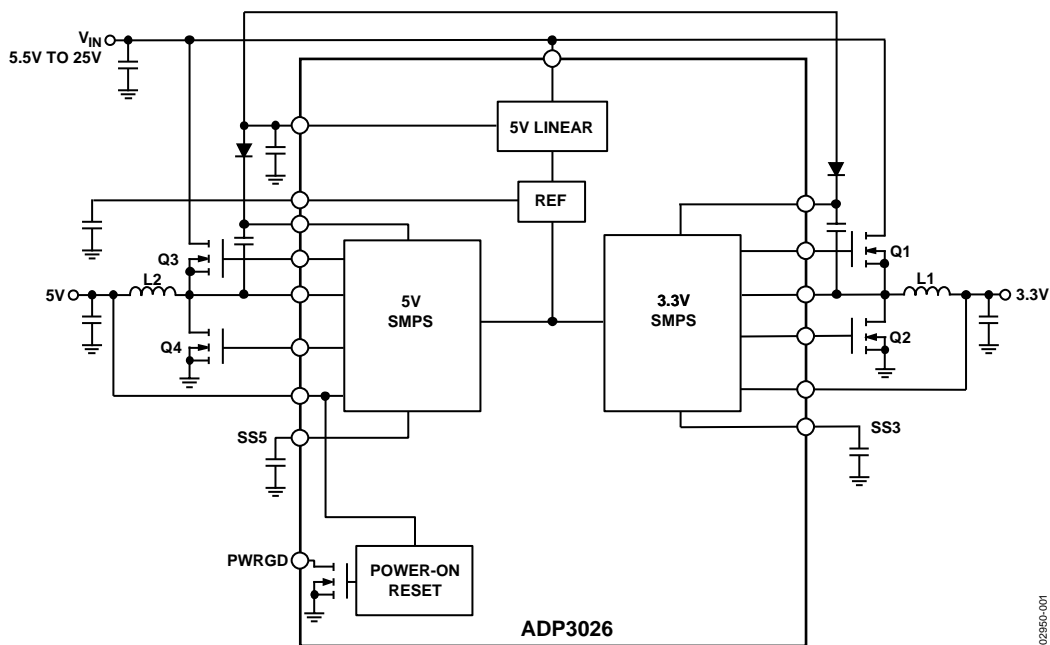 VIN
5.5V TO 25V
5V LINEAR
REF
Q3
Q1
L2
L1
5V
5V
SMPS
3.3V
SMPS
3.3V
Q4
Q2
SS5
SS3
PWRGD
POWER-ON
RESET
ADP3026
02950-001